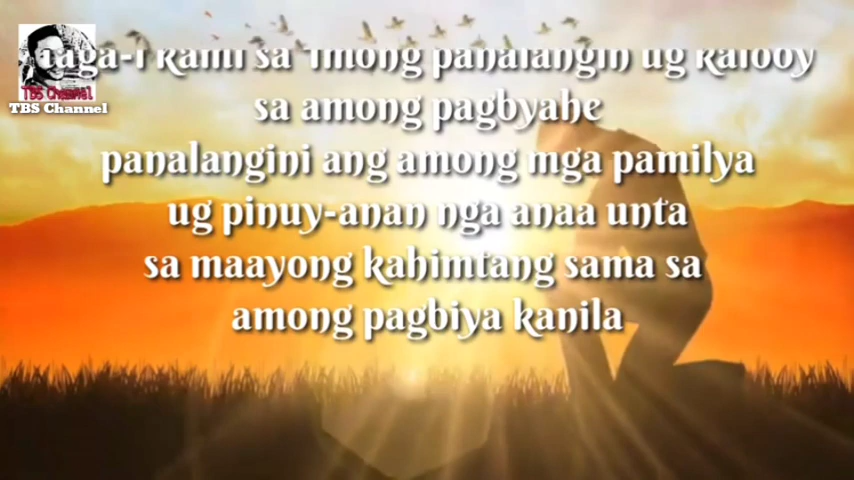 TBS Channel
TBS Channel
kami sa imong panalangin ug kalooy
sa among pagbyahe
panalangini ang among mga pamilya
ug pinuy-anan nga anaa unta
sa maayong kahimtang sama sa
among pagbiya kanila